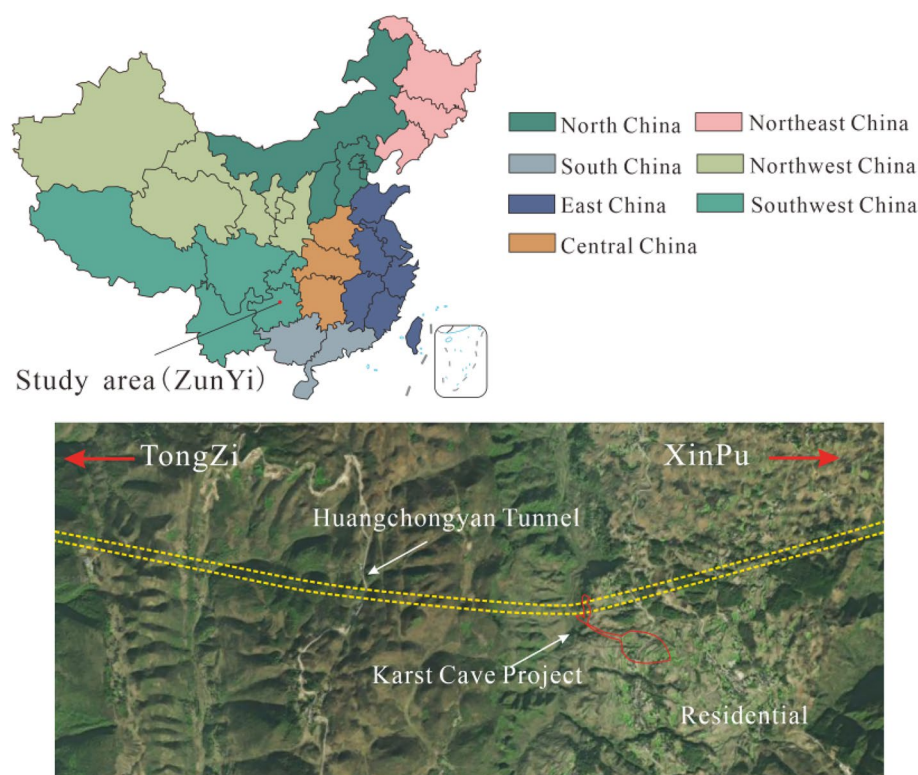 North China
Northeast China
South China
Northwest China
East China
Southwest China
Central China
Study area(ZunYi)
TongZi
XinPu
Huangchongyan Tunnel
Karst Cave Project
Residential